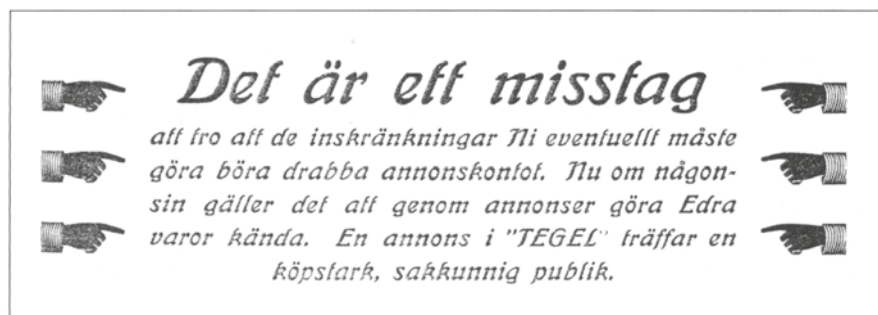 Det är ett misstag
att tro att de inskränkningar Ni eventuellt måste
göra böra drabba annonskontot. Nu om någon-
sin gäller det att genom annonser göra Edra
varor kända. En annons i "TEGEL" träffar en
köpstark, sakkunnig publik.